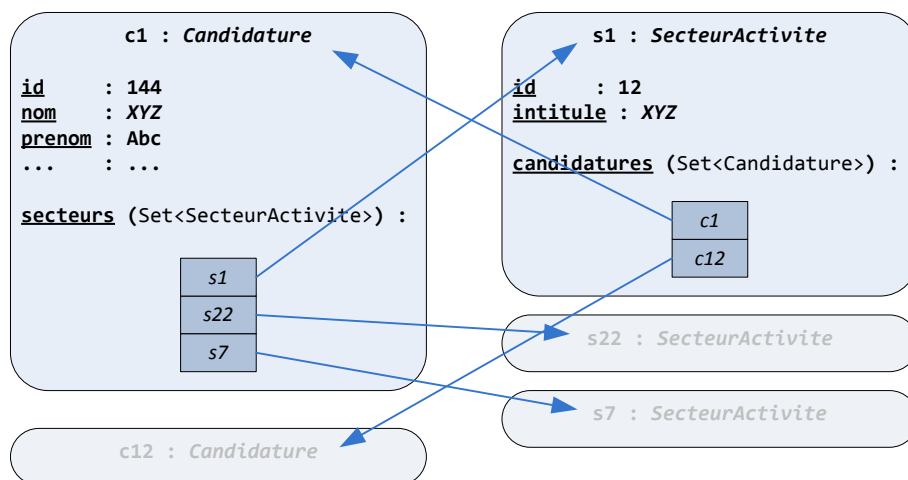 c1 : Candidature
id : 144
nom : XYZ
prenom : Abc
... : ...
secteurs (Set<SecteurActivite>) :
s1
s22
s7
c12 : Candidature
s1 : SecteurActivite
id : 12
intitule : XYZ
candidatures (Set<Candidature>) :
c1
c12
s22 : SecteurActivite
s7 : SecteurActivite